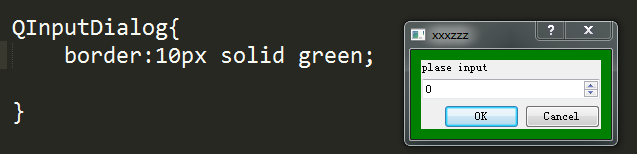 QInputDialog{
border:10px solid green;
}
xxxzzz
plase input
0
OK Cancel